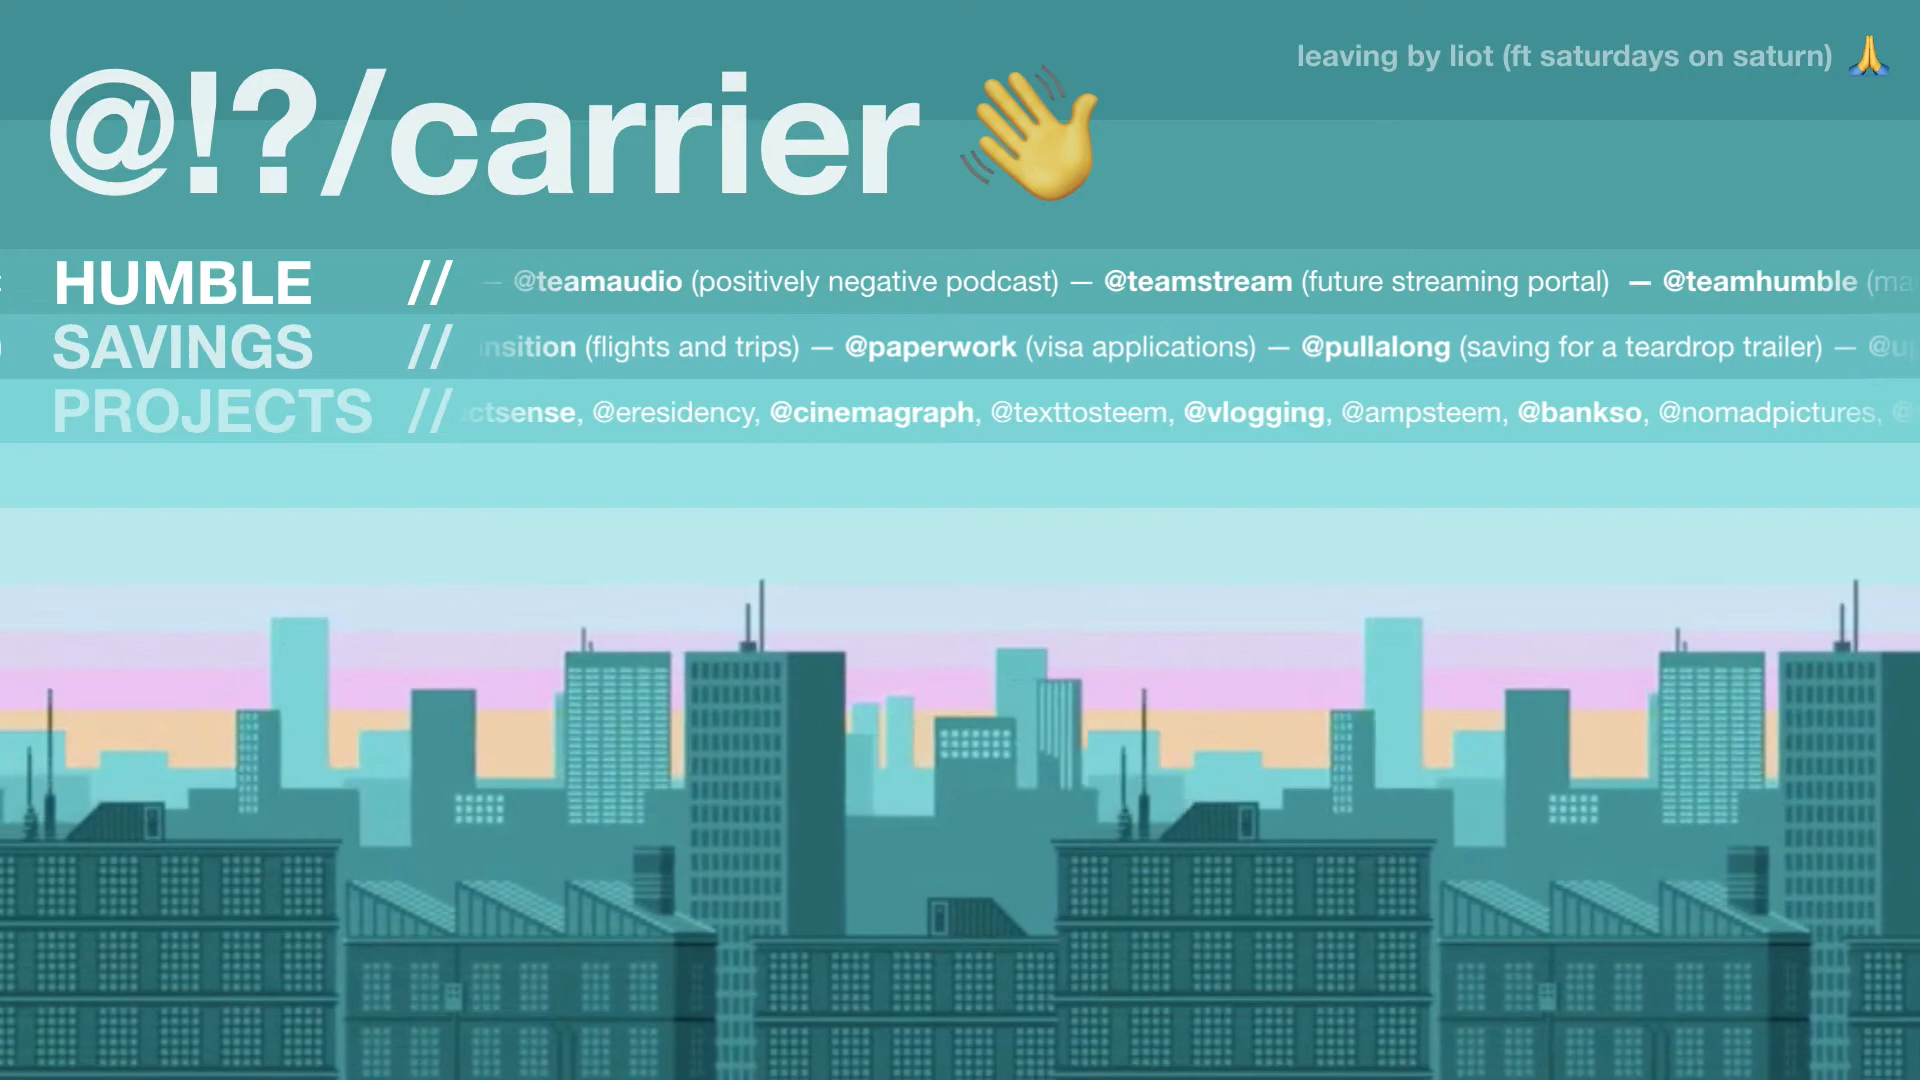 leaving by liot (ft saturdays on saturn) 🙏
@!?/carrier 👋
HUMBLE // — @teamaudio (positively negative podcast) — @teamstream (future streaming portal) — @teamhumble
SAVINGS // (flights and trips) — @paperwork (visa applications) — @pullalong (saving for a teardrop trailer) —
PROJECTS // @eresidency, @cinemagraph, @texttosteem, @vlogging, @ampsteem, @bankso, @nomadpictures,